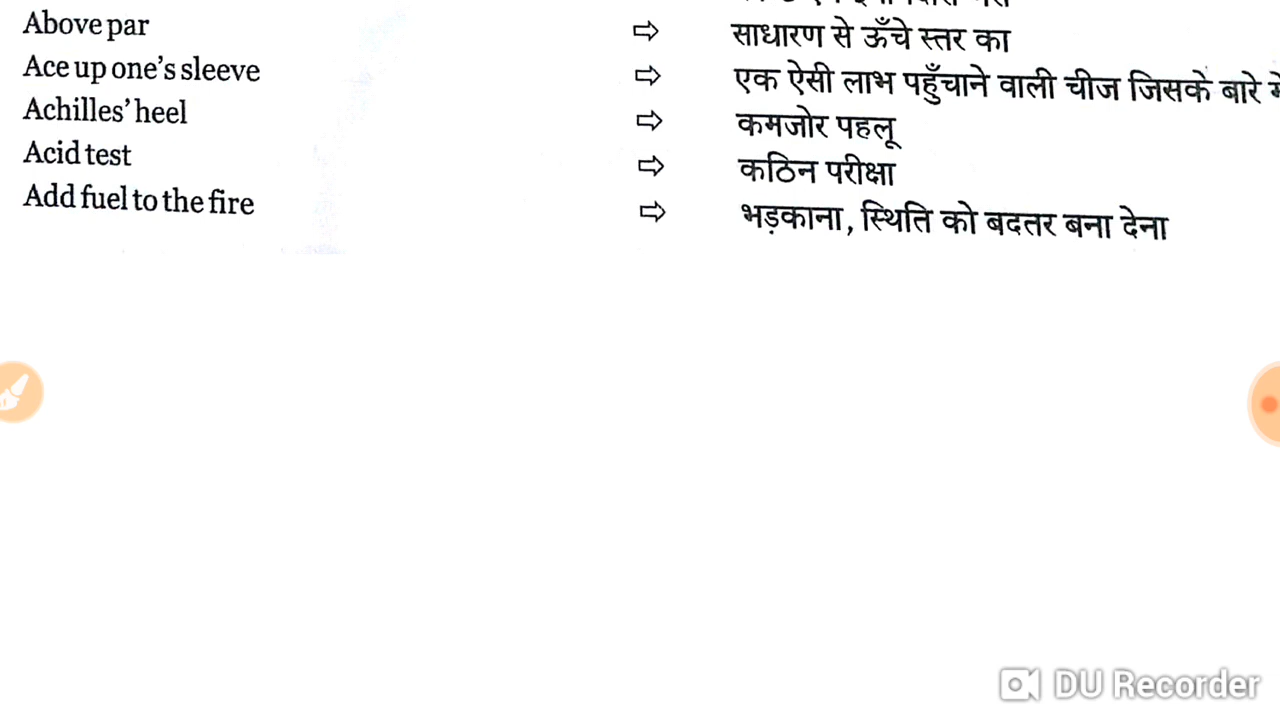 Above par ⇨ साधारण से ऊँचे स्तर का
Ace up one's sleeve ⇨ एक ऐसी लाभ पहुँचाने वाली चीज जिसके बारे में
Achilles' heel ⇨ कमजोर पहलू
Acid test ⇨ कठिन परीक्षा
Add fuel to the fire ⇨ भड़काना, स्थिति को बदतर बना देना
DU Recorder